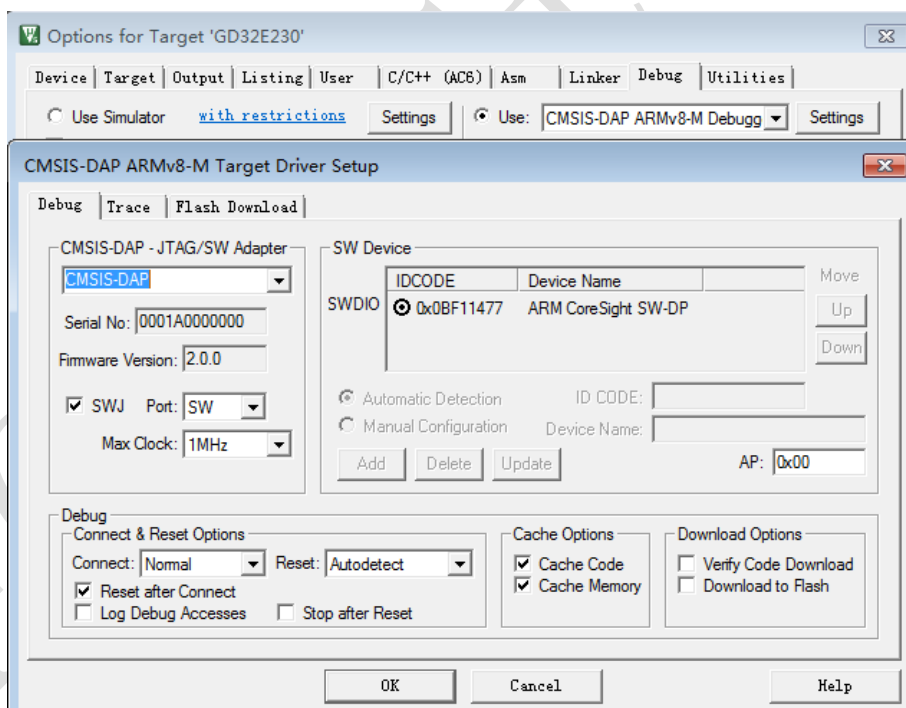 Options for Target 'GD32E230'
Device Target Output Listing User C/C++ (AC6) Asm Linker Debug Utilities
Use Simulator with restrictions Settings Use: CMSIS-DAP ARMv8-M Debugg Settings
CMSIS-DAP ARMv8-M Target Driver Setup
Debug Trace Flash Download
CMSIS-DAP - JTAG/SW Adapter
CMSIS-DAP
Serial No: 0001A0000000
Firmware Version: 2.0.0
SWJ Port: SW
Max Clock: 1MHz
SW Device
IDCODE Device Name
SWDIO 0x0BF11477 ARM CoreSight SW-DP
Move
Up
Down
Automatic Detection ID CODE:
Manual Configuration Device Name:
Add Delete Update AP: 0x00
Debug
Connect & Reset Options
Connect: Normal Reset: Autodetect
Reset after Connect
Log Debug Accesses Stop after Reset
Cache Options
Cache Code
Cache Memory
Download Options
Verify Code Download
Download to Flash
OK Cancel Help